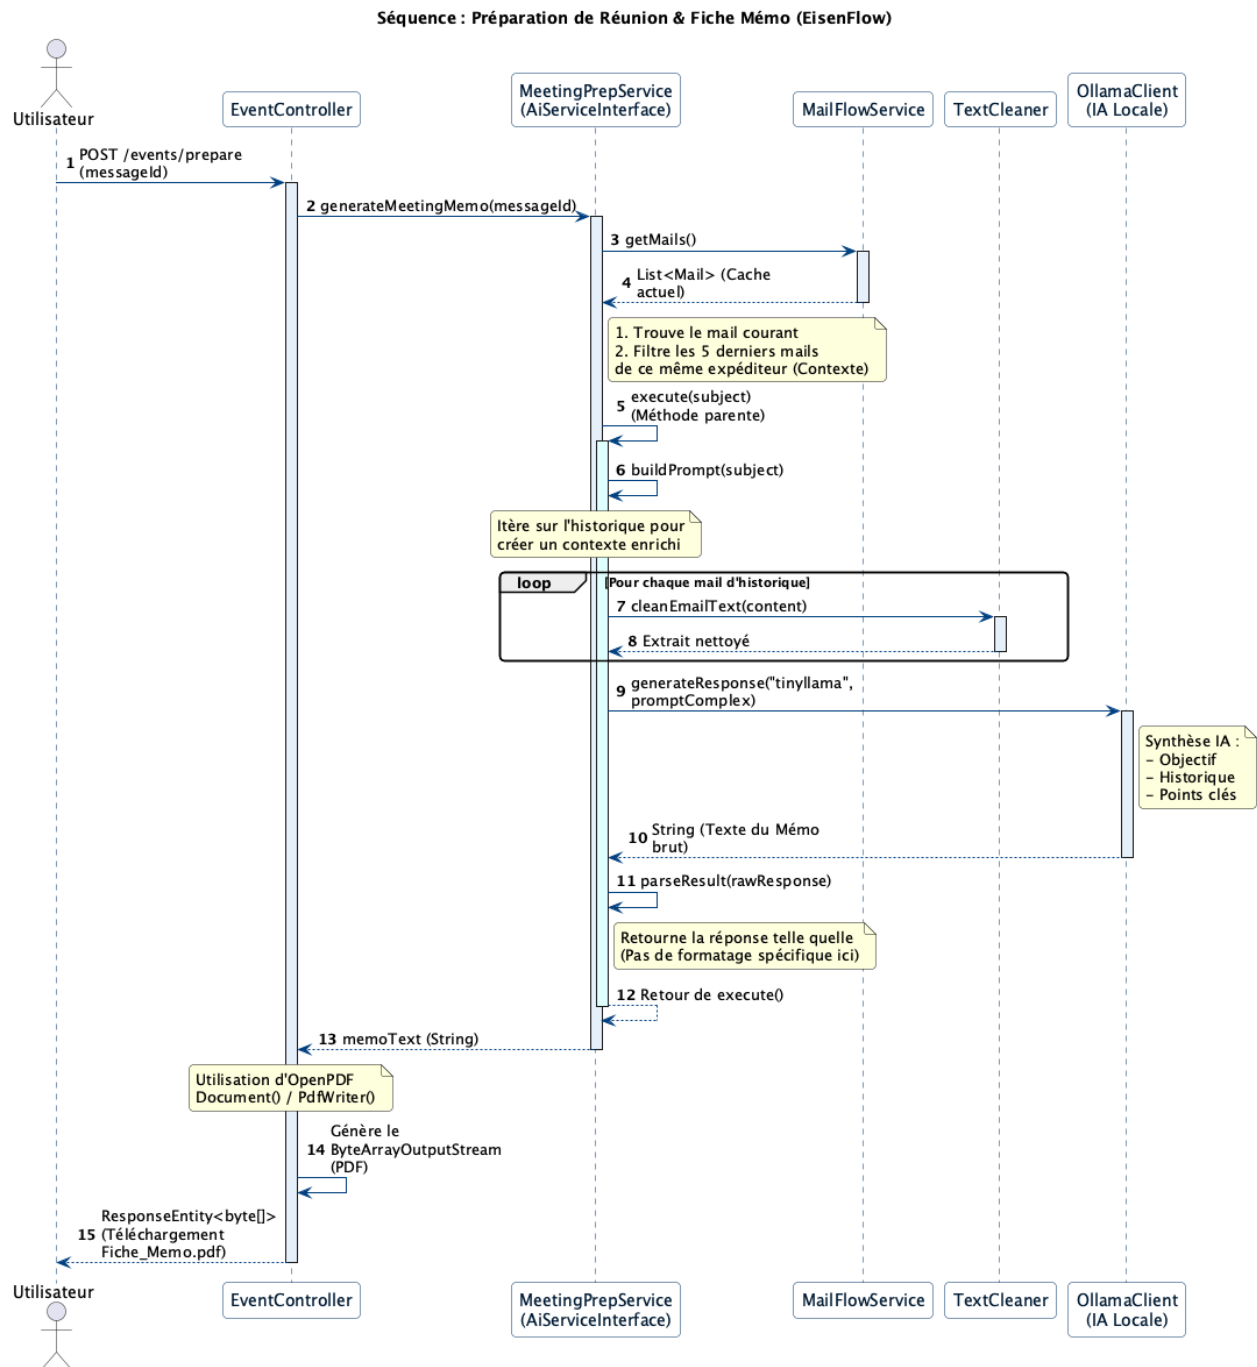 Séquence : Préparation de Réunion & Fiche Mémo (EisenFlow)
Utilisateur
EventController
MeetingPrepService
(AiServiceInterface)
MailFlowService
TextCleaner
OllamaClient
(IA Locale)
1 POST /events/prepare
(messageId)
2 generateMeetingMemo(messageId)
3 getMails()
4 List<Mail> (Cache
actuel)
1. Trouve le mail courant
2. Filtre les 5 derniers mails
de ce même expéditeur (Contexte)
5 execute(subject)
(Méthode parente)
6 buildPrompt(subject)
Itère sur l'historique pour
créer un contexte enrichi
loop [Pour chaque mail d'historique]
7 cleanEmailText(content)
8 Extrait nettoyé
9 generateResponse("tinyllama",
promptComplex)
Synthèse IA :
- Objectif
- Historique
- Points clés
10 String (Texte du Mémo
brut)
11 parseResult(rawResponse)
Retourne la réponse telle quelle
(Pas de formatage spécifique ici)
12 Retour de execute()
13 memoText (String)
Utilisation d'OpenPDF
Document() / PdfWriter()
14 Génère le
ByteArrayOutputStream
(PDF)
15 ResponseEntity<byte[]>
(Téléchargement
Fiche_Memo.pdf)
Utilisateur
EventController
MeetingPrepService
(AiServiceInterface)
MailFlowService
TextCleaner
OllamaClient
(IA Locale)